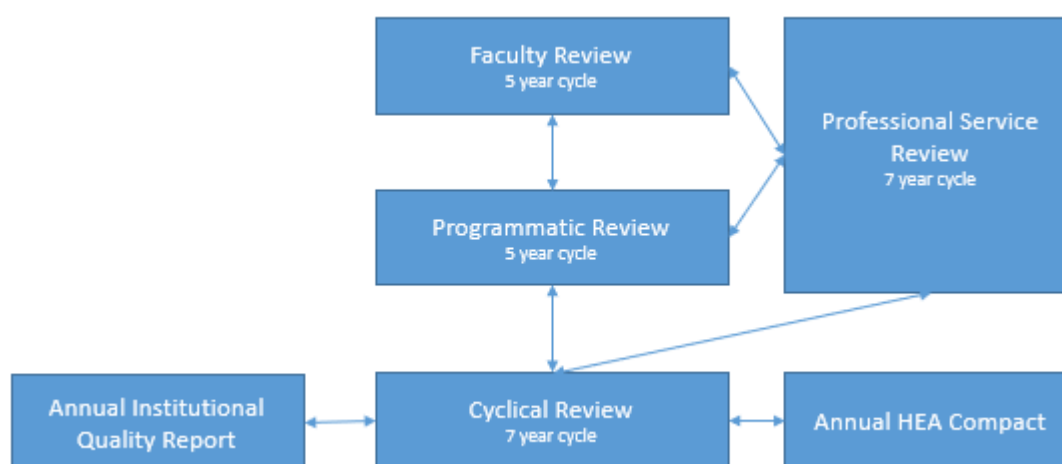 Faculty Review
5 year cycle
Professional Service
Review
7 year cycle
Programmatic Review
5 year cycle
Annual Institutional
Quality Report
Cyclical Review
7 year cycle
Annual HEA Compact